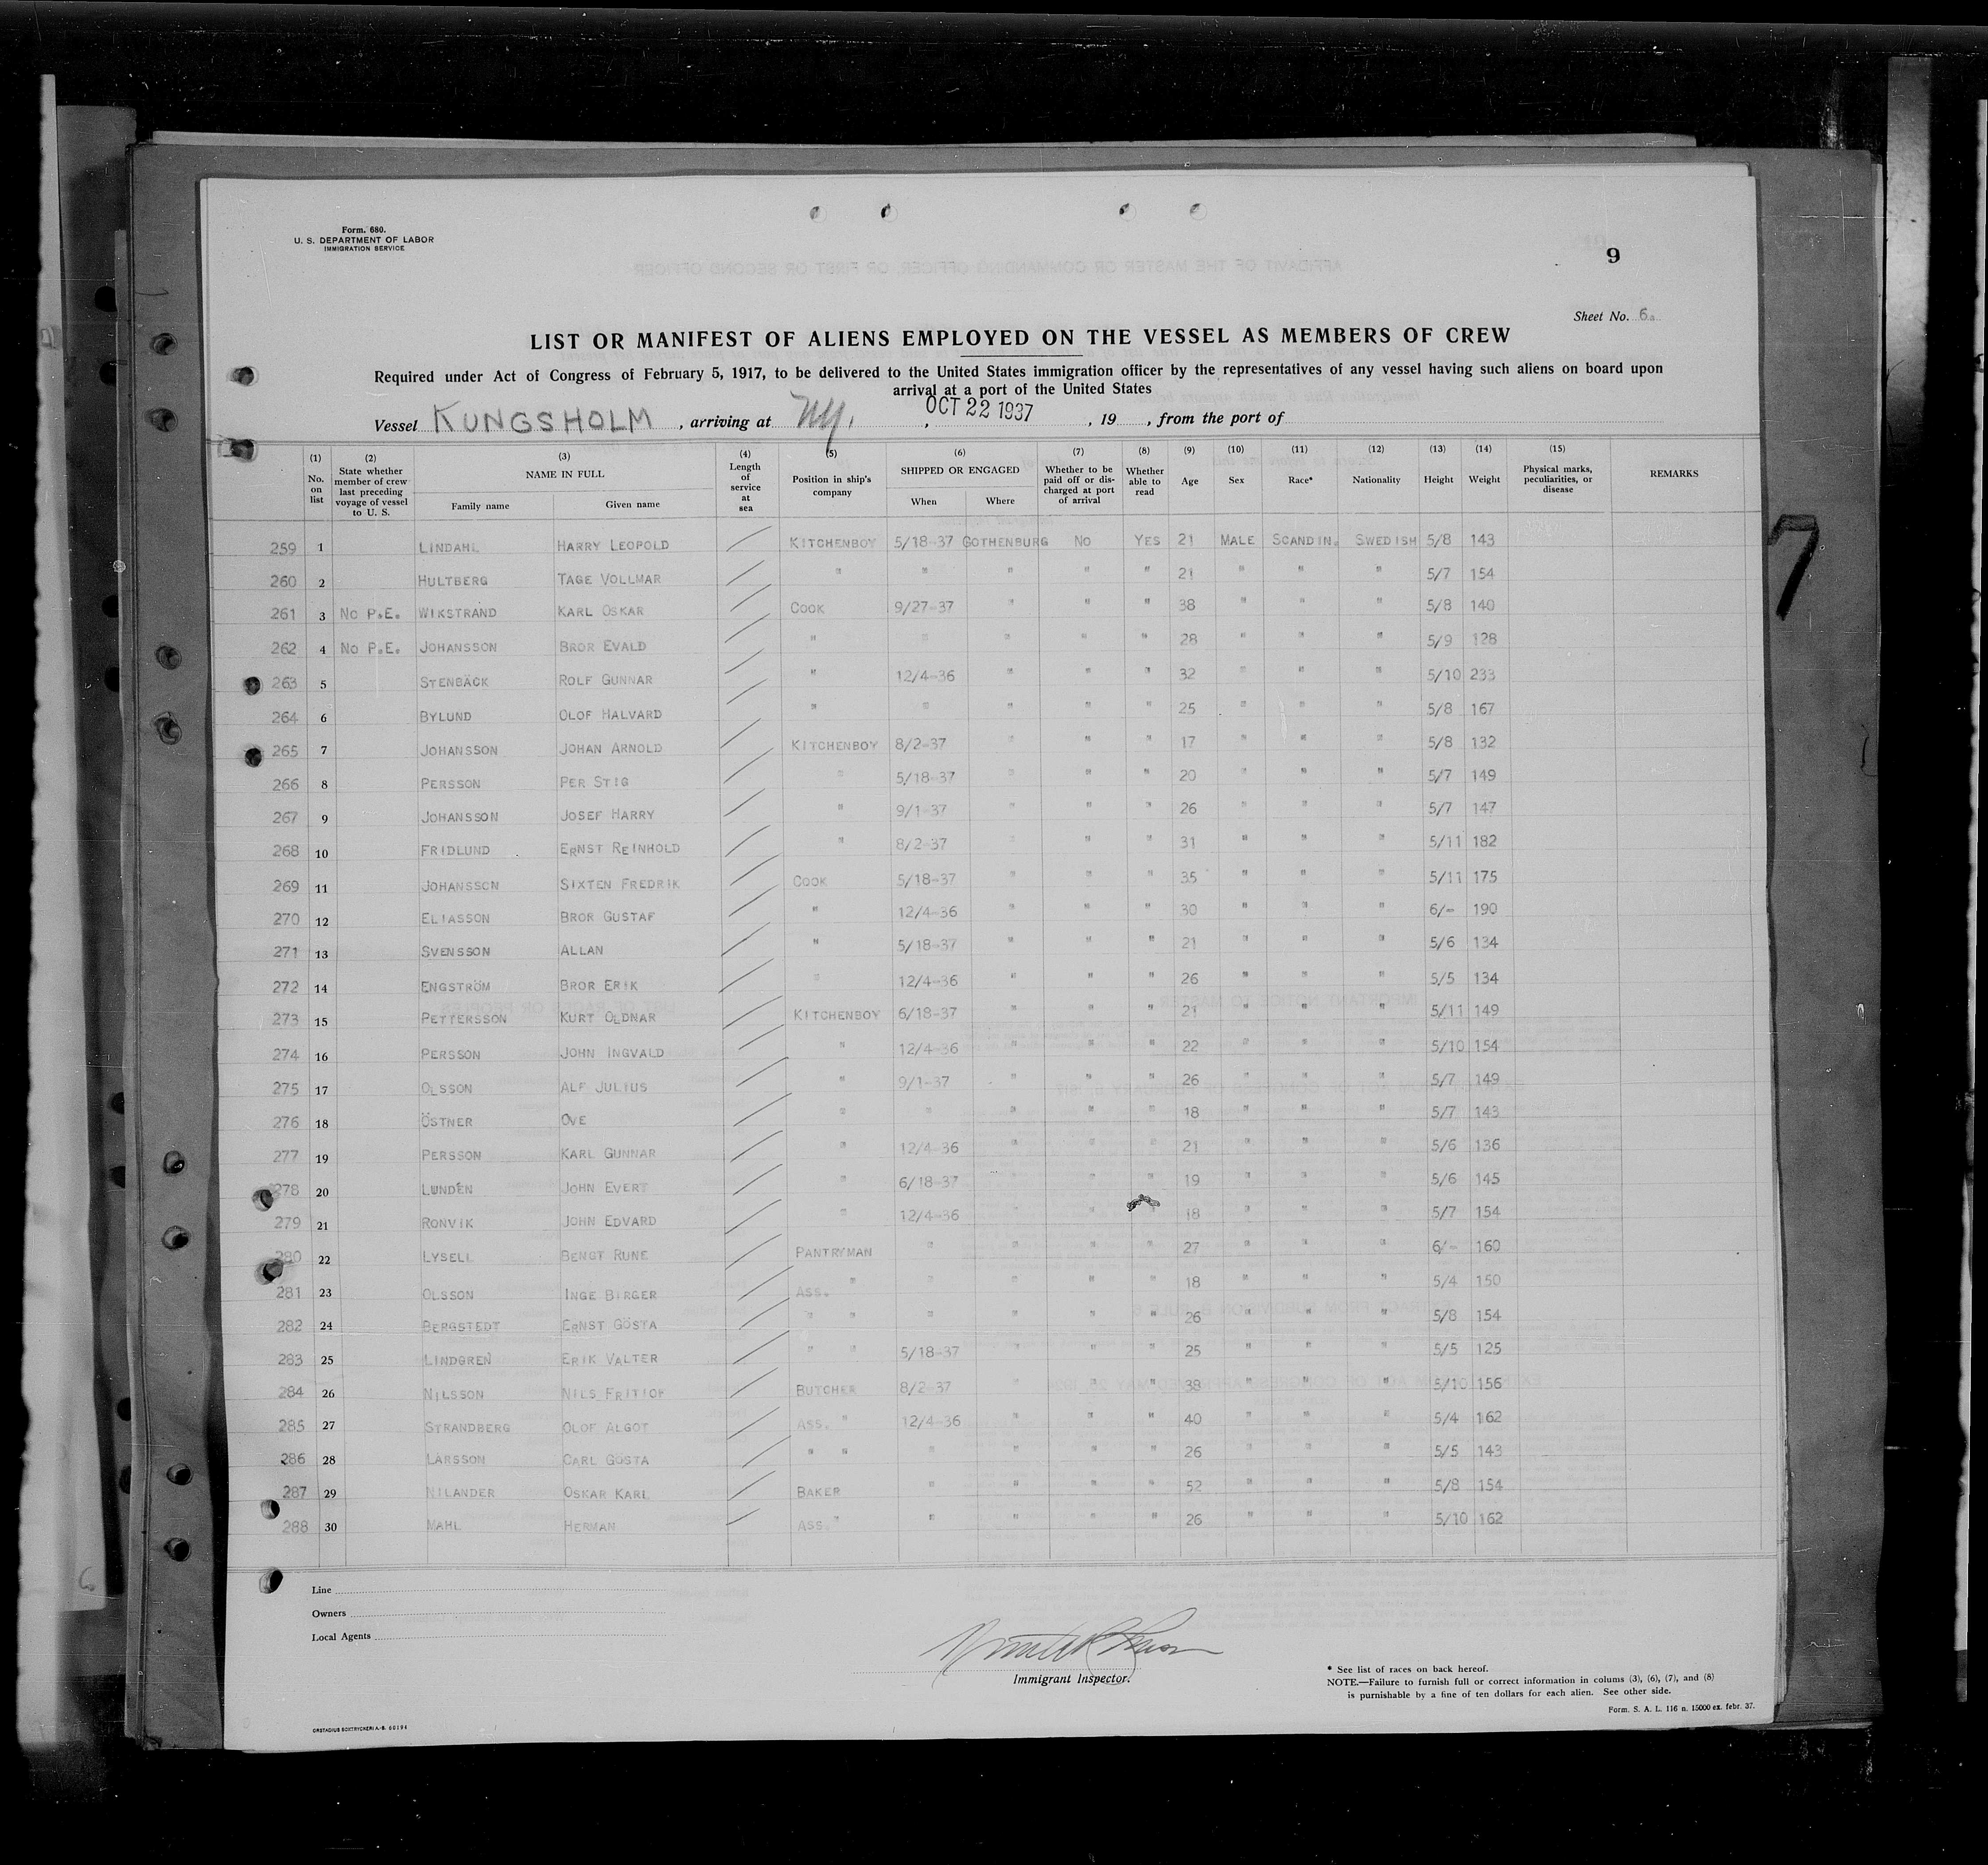 Form. 680.
U. S. DEPARTMENT OF LABOR
IMMIGRATION SERVICE
9
Sheet No. 6a
LIST OR MANIFEST OF ALIENS EMPLOYED ON THE VESSEL AS MEMBERS OF CREW
Required under Act of Congress of February 5, 1917, to be delivered to the United States immigration officer by the representatives of any vessel having such aliens on board upon
arrival at a port of the United States
Vessel KUNGSHOLM , arriving at NY. , OCT 22 1937 , 19 , from the port of
(1) No. on list (2) State whether member of crew last preceding voyage of vessel to U. S. (3) NAME IN FULL Family name Given name (4) Length of service at sea (5) Position in ship's company (6) SHIPPED OR ENGAGED When Where (7) Whether to be paid off or discharged at port of arrival (8) Whether able to read (9) Age (10) Sex (11) Race* (12) Nationality (13) Height (14) Weight (15) Physical marks, peculiarities, or disease REMARKS
259 1 LINDAHL HARRY LEOPOLD KITCHENBOY 5/18-37 GOTHENBURG NO YES 21 MALE SCANDIN. SWEDISH 5/8 143
260 2 HULTBERG TAGE VOLLMAR " " " " " 21 " " " 5/7 154
261 3 NO P.E. WIKSTRAND KARL OSKAR COOK 9/27-37 " " " 38 " " " 5/8 140
262 4 NO P.E. JOHANSSON BROR EVALD " " " " " 28 " " " 5/9 128
263 5 STENBÄCK ROLF GUNNAR " 12/4-36 " " " 32 " " " 5/10 233
264 6 BYLUND OLOF HALVARD " " " " " 25 " " " 5/8 167
265 7 JOHANSSON JOHAN ARNOLD KITCHENBOY 8/2-37 " " " 17 " " " 5/8 132
266 8 PERSSON PER STIG " 5/18-37 " " " 20 " " " 5/7 149
267 9 JOHANSSON JOSEF HARRY " 9/1-37 " " " 26 " " " 5/7 147
268 10 FRIDLUND ERNST REINHOLD " 8/2-37 " " " 31 " " " 5/11 182
269 11 JOHANSSON SIXTEN FREDRIK COOK 5/18-37 " " " 35 " " " 5/11 175
270 12 ELIASSON BROR GUSTAF " 12/4-36 " " " 30 " " " 6/- 190
271 13 SVENSSON ALLAN " 5/18-37 " " " 21 " " " 5/6 134
272 14 ENGSTRÖM BROR ERIK " 12/4-36 " " " 26 " " " 5/5 134
273 15 PETTERSSON KURT OLDNAR KITCHENBOY 6/18-37 " " " 21 " " " 5/11 149
274 16 PERSSON JOHN INGVALD " 12/4-36 " " " 22 " " " 5/10 154
275 17 OLSSON ALF JULIUS " 9/1-37 " " " 26 " " " 5/7 149
276 18 ÖSTNER OVE " " " " " 18 " " " 5/7 143
277 19 PERSSON KARL GUNNAR " 12/4-36 " " " 21 " " " 5/6 136
278 20 LUNDÉN JOHN EVERT " 6/18-37 " " " 19 " " " 5/6 145
279 21 RONVIK JOHN EDVARD " 12/4-36 " " " 18 " " " 5/7 154
280 22 LYSELL BENGT RUNE PANTRYMAN " " " " 27 " " " 6/- 160
281 23 OLSSON INGE BIRGER ASS. " " " " " 18 " " " 5/4 150
282 24 BERGSTEDT ERNST GÖSTA " " " " " " 26 " " " 5/8 154
283 25 LINDGREN ERIK VALTER " " 5/18-37 " " " 25 " " " 5/5 125
284 26 NILSSON NILS FRITIOF BUTCHER 8/2-37 " " " 38 " " " 5/10 156
285 27 STRANDBERG OLOF ALGOT ASS. " 12/4-36 " " " 40 " " " 5/4 162
286 28 LARSSON CARL GÖSTA " " " " " " 26 " " " 5/5 143
287 29 NILANDER OSKAR KARL BAKER " " " " 52 " " " 5/8 154
288 30 MAHL HERMAN ASS. " " " " " 26 " " " 5/10 162
7
Line
Owners
Local Agents
Immigrant Inspector.
* See list of races on back hereof.
NOTE.—Failure to furnish full or correct information in colums (3), (6), (7), and (8)
is purnishable by a fine of ten dollars for each alien. See other side.
Form. S. A. L. 116 n. 15000 ex. febr. 37.
ORSTADIUS BOKTRYCKERI A.-B. 60194